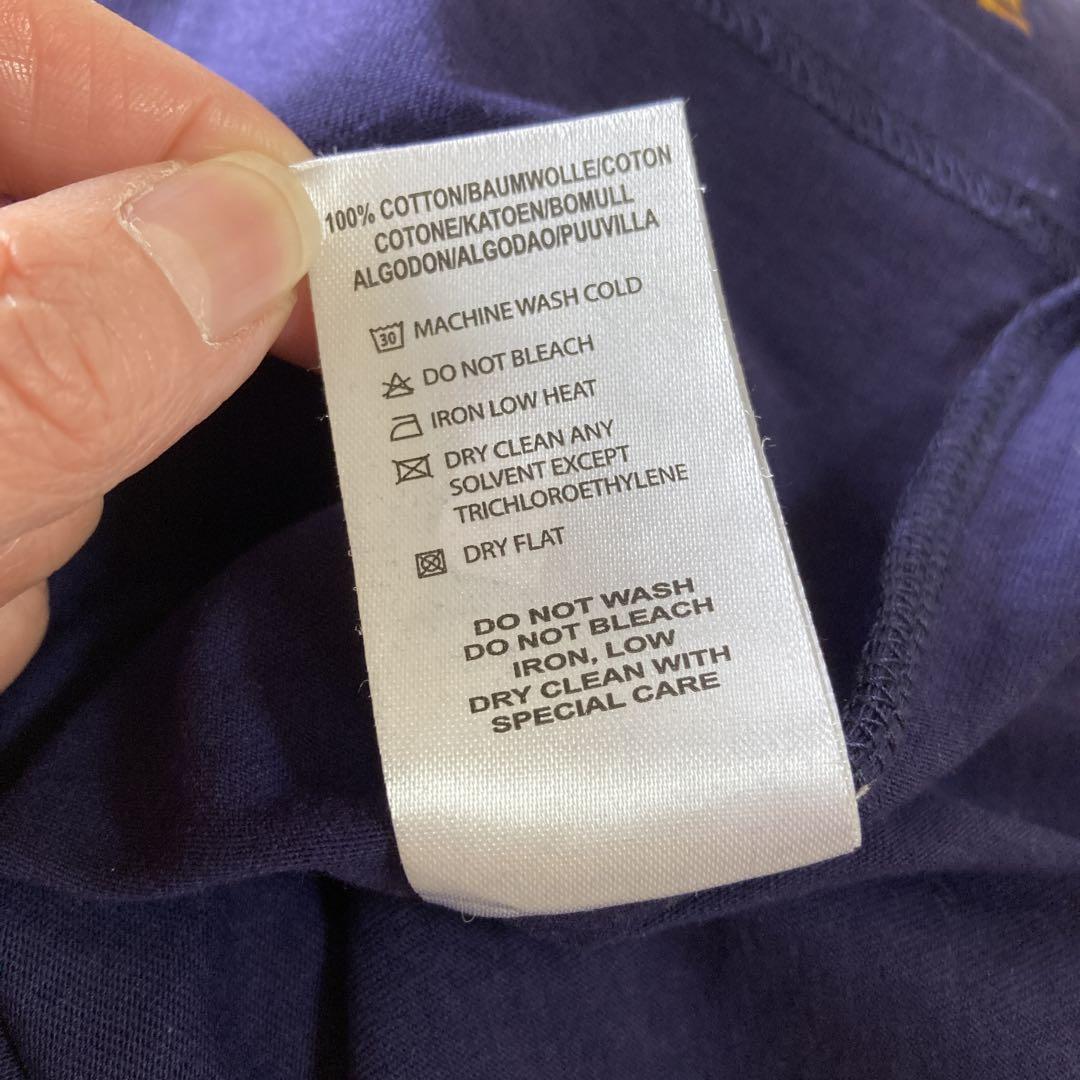 100% COTTON/BAUMWOLLE/COTON
COTONE/KATOEN/BOMULL
ALGODON/ALGODAO/PUUVILLA
30 MACHINE WASH COLD
DO NOT BLEACH
IRON LOW HEAT
DRY CLEAN ANY
SOLVENT EXCEPT
TRICHLOROETHYLENE
DRY FLAT
DO NOT WASH
DO NOT BLEACH
IRON, LOW
DRY CLEAN WITH
SPECIAL CARE